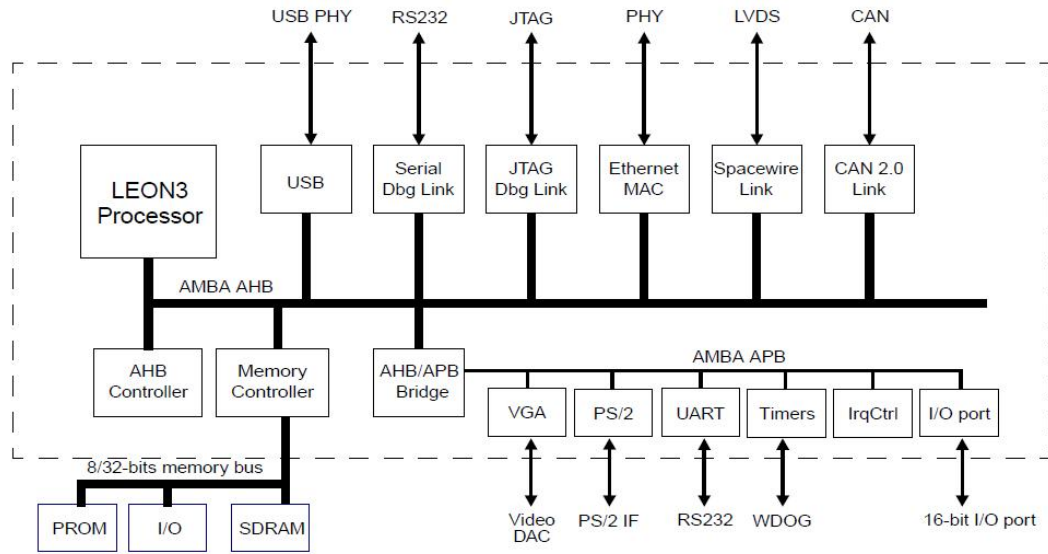 USB PHY
RS232
JTAG
PHY
LVDS
CAN
LEON3
Processor
USB
Serial
Dbg Link
JTAG
Dbg Link
Ethernet
MAC
Spacewire
Link
CAN 2.0
Link
AMBA AHB
AHB
Controller
Memory
Controller
AHB/APB
Bridge
AMBA APB
VGA
PS/2
UART
Timers
IrqCtrl
I/O port
8/32-bits memory bus
PROM
I/O
SDRAM
Video
DAC
PS/2 IF
RS232
WDOG
16-bit I/O port